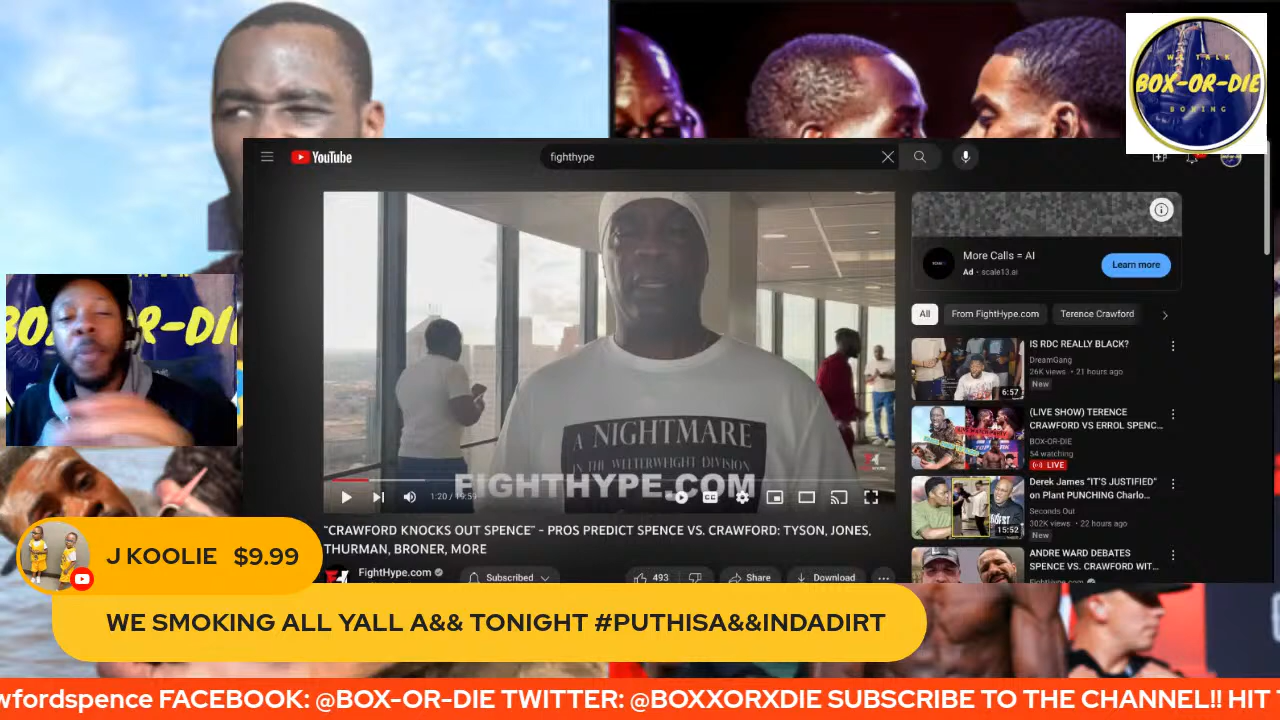 WE TALK
BOX-OR-DIE
BOXING
YouTube
fighthype
A NIGHTMARE
IN THE WELTERWEIGHT DIVISION
FIGHTHYPE.COM
1:20 / 19:59
"CRAWFORD KNOCKS OUT SPENCE" - PROS PREDICT SPENCE VS. CRAWFORD: TYSON, JONES,
THURMAN, BRONER, MORE
FightHype.com
Subscribed
493
Share
Download
More Calls = AI
Ad · scale13.ai
Learn more
All
From FightHype.com
Terence Crawford
IS RDC REALLY BLACK?
DreamGang
26K views · 21 hours ago
New
6:57
(LIVE SHOW) TERENCE
CRAWFORD VS ERROL SPENC...
BOX-OR-DIE
54 watching
LIVE
Derek James "IT'S JUSTIFIED"
on Plant PUNCHING Charlo...
Seconds Out
302K views · 22 hours ago
New
15:52
ANDRE WARD DEBATES
SPENCE VS. CRAWFORD WIT...
FightHype.com
BOX-OR-DIE
J KOOLIE $9.99
WE SMOKING ALL YALL A&& TONIGHT #PUTHISA&&INDADIRT
wfordspence FACEBOOK: @BOX-OR-DIE TWITTER: @BOXXORXDIE SUBSCRIBE TO THE CHANNEL!! HIT